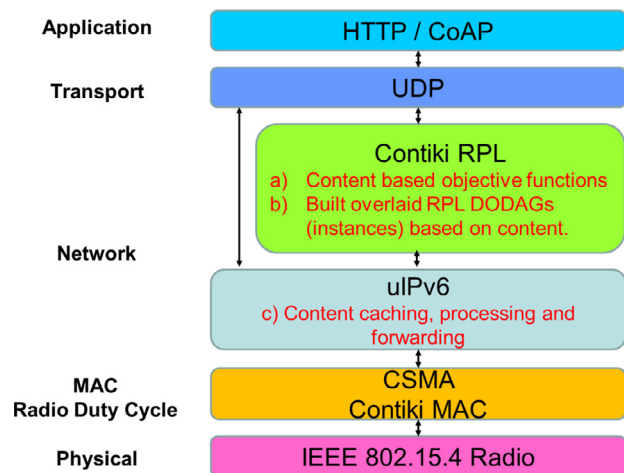 Application
HTTP / CoAP
Transport
UDP
Contiki RPL
a) Content based objective functions
b) Built overlaid RPL DODAGs
(instances) based on content.
Network
uIPv6
c) Content caching, processing and
forwarding
MAC
Radio Duty Cycle
CSMA
Contiki MAC
Physical
IEEE 802.15.4 Radio